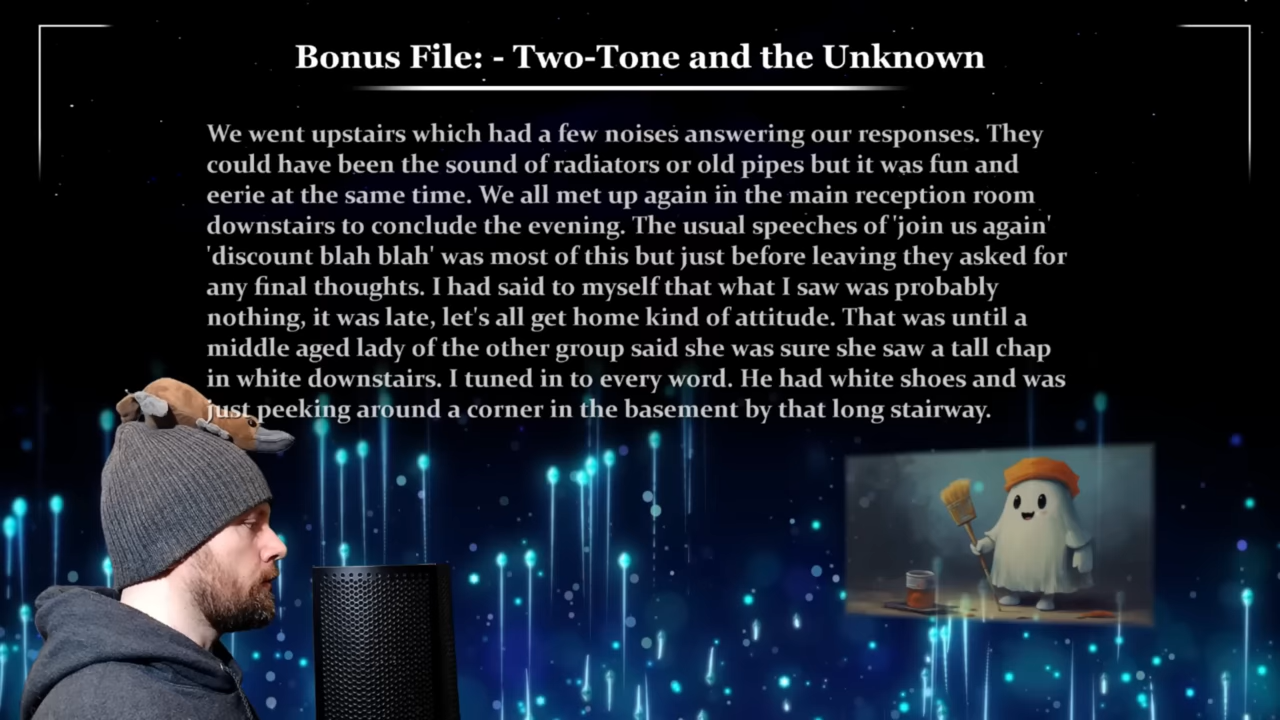 Bonus File: - Two-Tone and the Unknown
We went upstairs which had a few noises answering our responses. They
could have been the sound of radiators or old pipes but it was fun and
eerie at the same time. We all met up again in the main reception room
downstairs to conclude the evening. The usual speeches of 'join us again'
'discount blah blah' was most of this but just before leaving they asked for
any final thoughts. I had said to myself that what I saw was probably
nothing, it was late, let's all get home kind of attitude. That was until a
middle aged lady of the other group said she was sure she saw a tall chap
in white downstairs. I tuned in to every word. He had white shoes and was
just peeking around a corner in the basement by that long stairway.